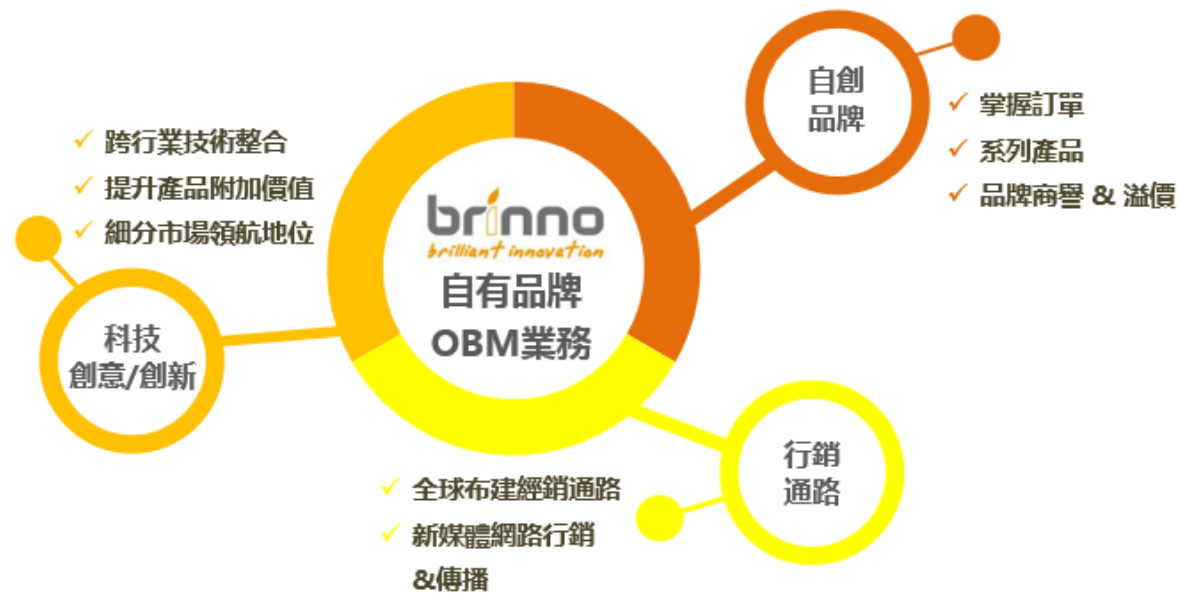 跨行業技術整合
提升產品附加價值
細分市場領航地位
科技
創意/創新
brinno
brilliant innovation
自有品牌
OBM業務
自創
品牌
掌握訂單
系列產品
品牌商譽 & 溢價
行銷
通路
全球布建經銷通路
新媒體網路行銷
&傳播